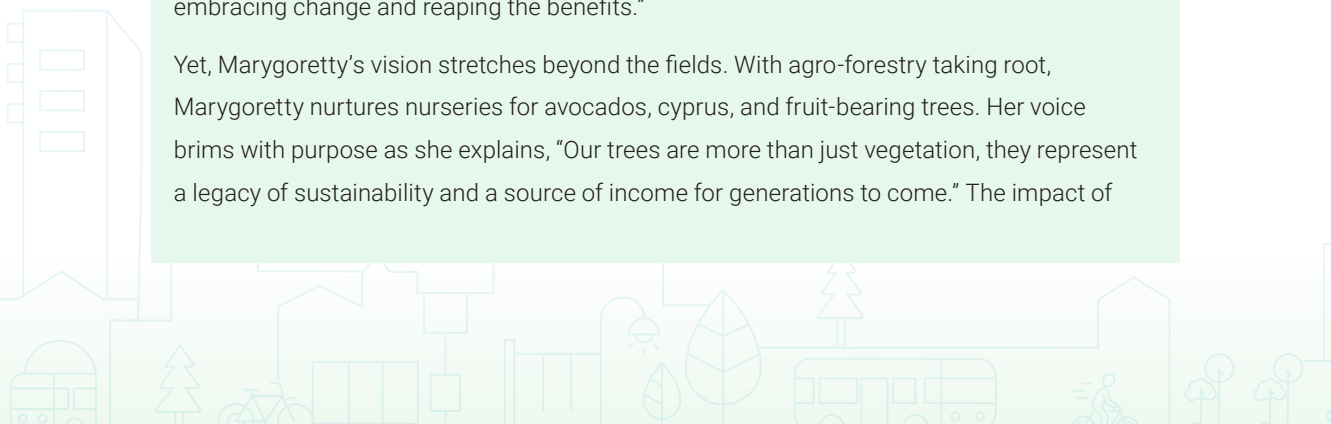 embracing change and reaping the benefits.”
Yet, Marygoretty’s vision stretches beyond the fields. With agro-forestry taking root,
Marygoretty nurtures nurseries for avocados, cyprus, and fruit-bearing trees. Her voice
brims with purpose as she explains, “Our trees are more than just vegetation, they represent
a legacy of sustainability and a source of income for generations to come.” The impact of